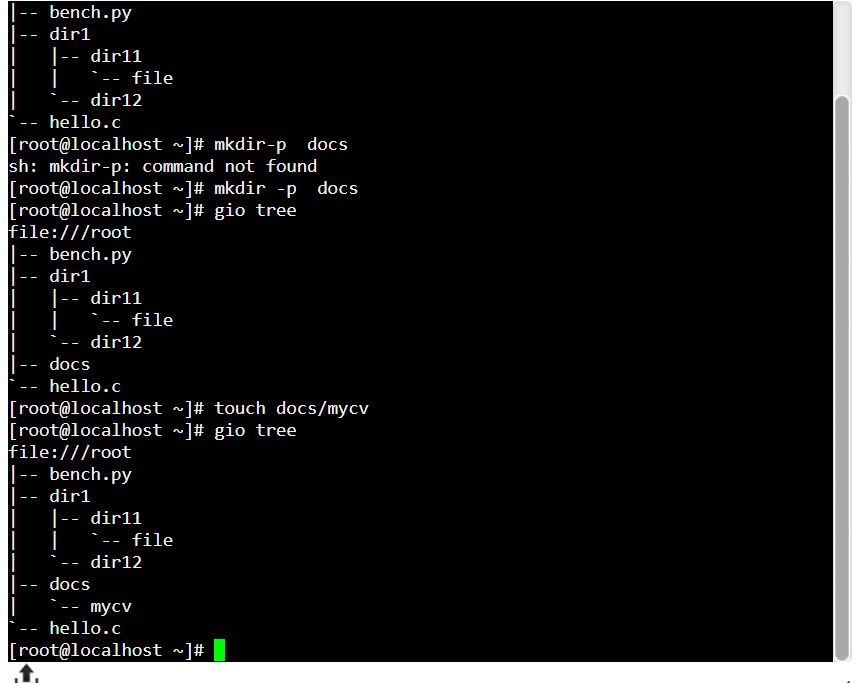 |-- bench.py
|-- dir1
|   |-- dir11
|   |   `-- file
|   `-- dir12
`-- hello.c
[root@localhost ~]# mkdir-p  docs
sh: mkdir-p: command not found
[root@localhost ~]# mkdir -p  docs
[root@localhost ~]# gio tree
file:///root
|-- bench.py
|-- dir1
|   |-- dir11
|   |   `-- file
|   `-- dir12
|-- docs
`-- hello.c
[root@localhost ~]# touch docs/mycv
[root@localhost ~]# gio tree
file:///root
|-- bench.py
|-- dir1
|   |-- dir11
|   |   `-- file
|   `-- dir12
|-- docs
|   `-- mycv
`-- hello.c
[root@localhost ~]#